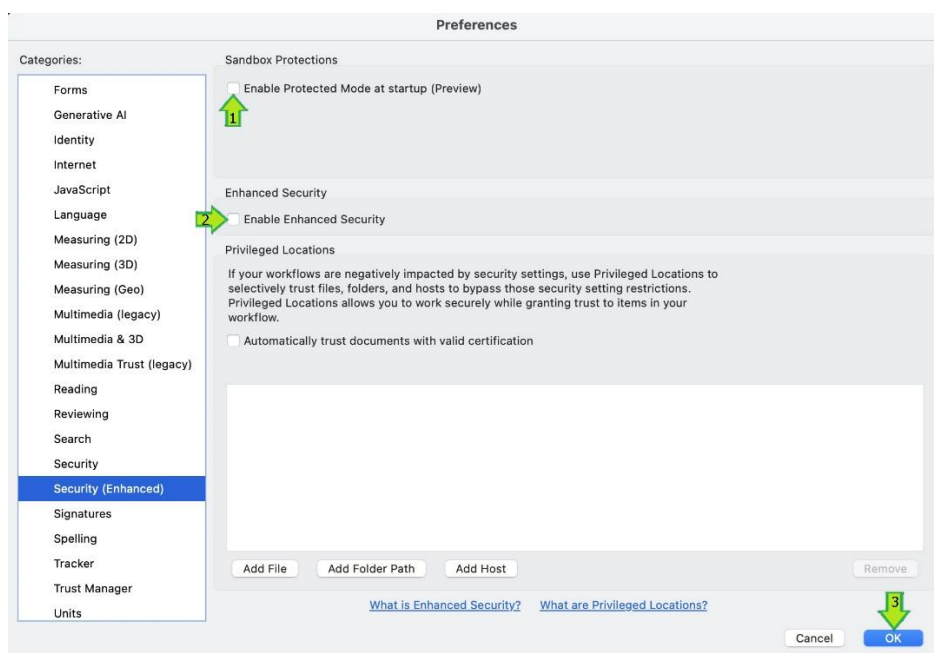 Preferences
Categories:
Forms
Generative AI
Identity
Internet
JavaScript
Language
Measuring (2D)
Measuring (3D)
Measuring (Geo)
Multimedia (legacy)
Multimedia & 3D
Multimedia Trust (legacy)
Reading
Reviewing
Search
Security
Security (Enhanced)
Signatures
Spelling
Tracker
Trust Manager
Units
Sandbox Protections
Enable Protected Mode at startup (Preview)
1
Enhanced Security
2
Enable Enhanced Security
Privileged Locations
If your workflows are negatively impacted by security settings, use Privileged Locations to
selectively trust files, folders, and hosts to bypass those security setting restrictions.
Privileged Locations allows you to work securely while granting trust to items in your
workflow.
Automatically trust documents with valid certification
Add File
Add Folder Path
Add Host
Remove
What is Enhanced Security?
What are Privileged Locations?
3
Cancel
OK